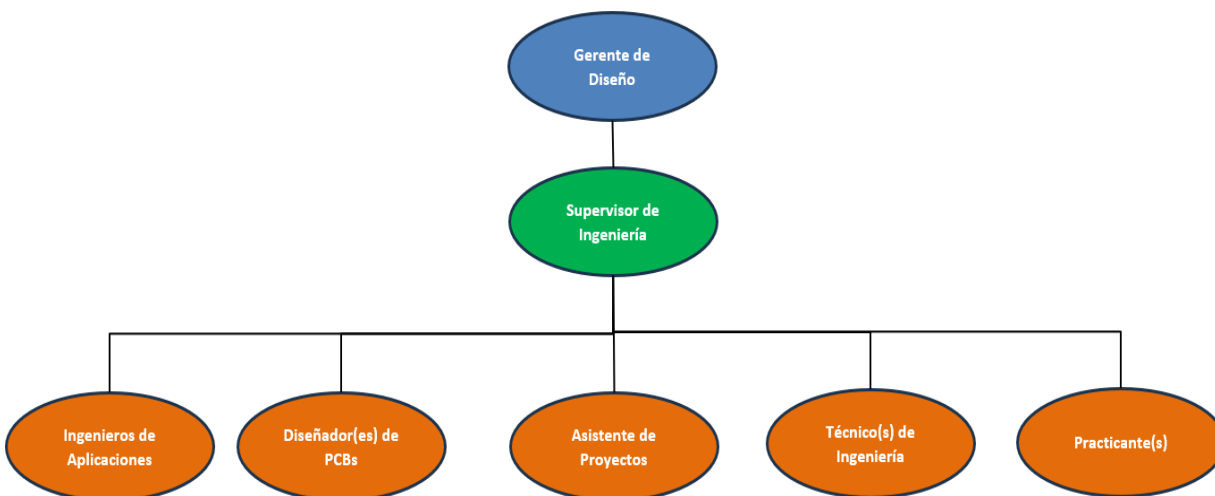 Gerente de
Diseño
Supervisor de
Ingeniería
Ingenieros de
Aplicaciones
Diseñador(es) de
PCBs
Asistente de
Proyectos
Técnico(s) de
Ingeniería
Practicante(s)